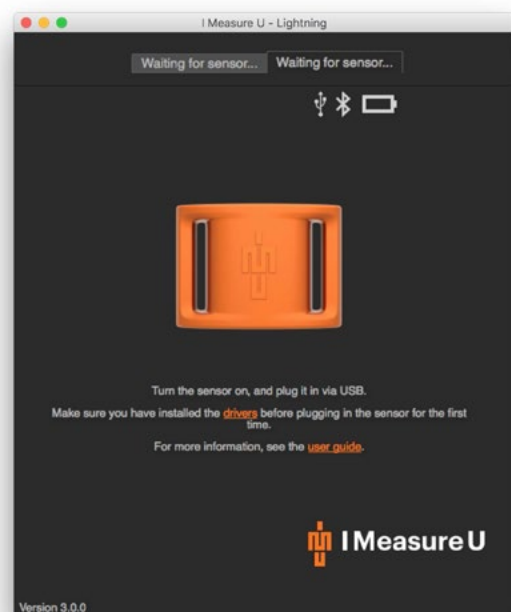 I Measure U - Lightning
Waiting for sensor... Waiting for sensor...
Turn the sensor on, and plug it in via USB.
Make sure you have installed the drivers before plugging in the sensor for the first
time.
For more information, see the user guide.
I Measure U
Version 3.0.0